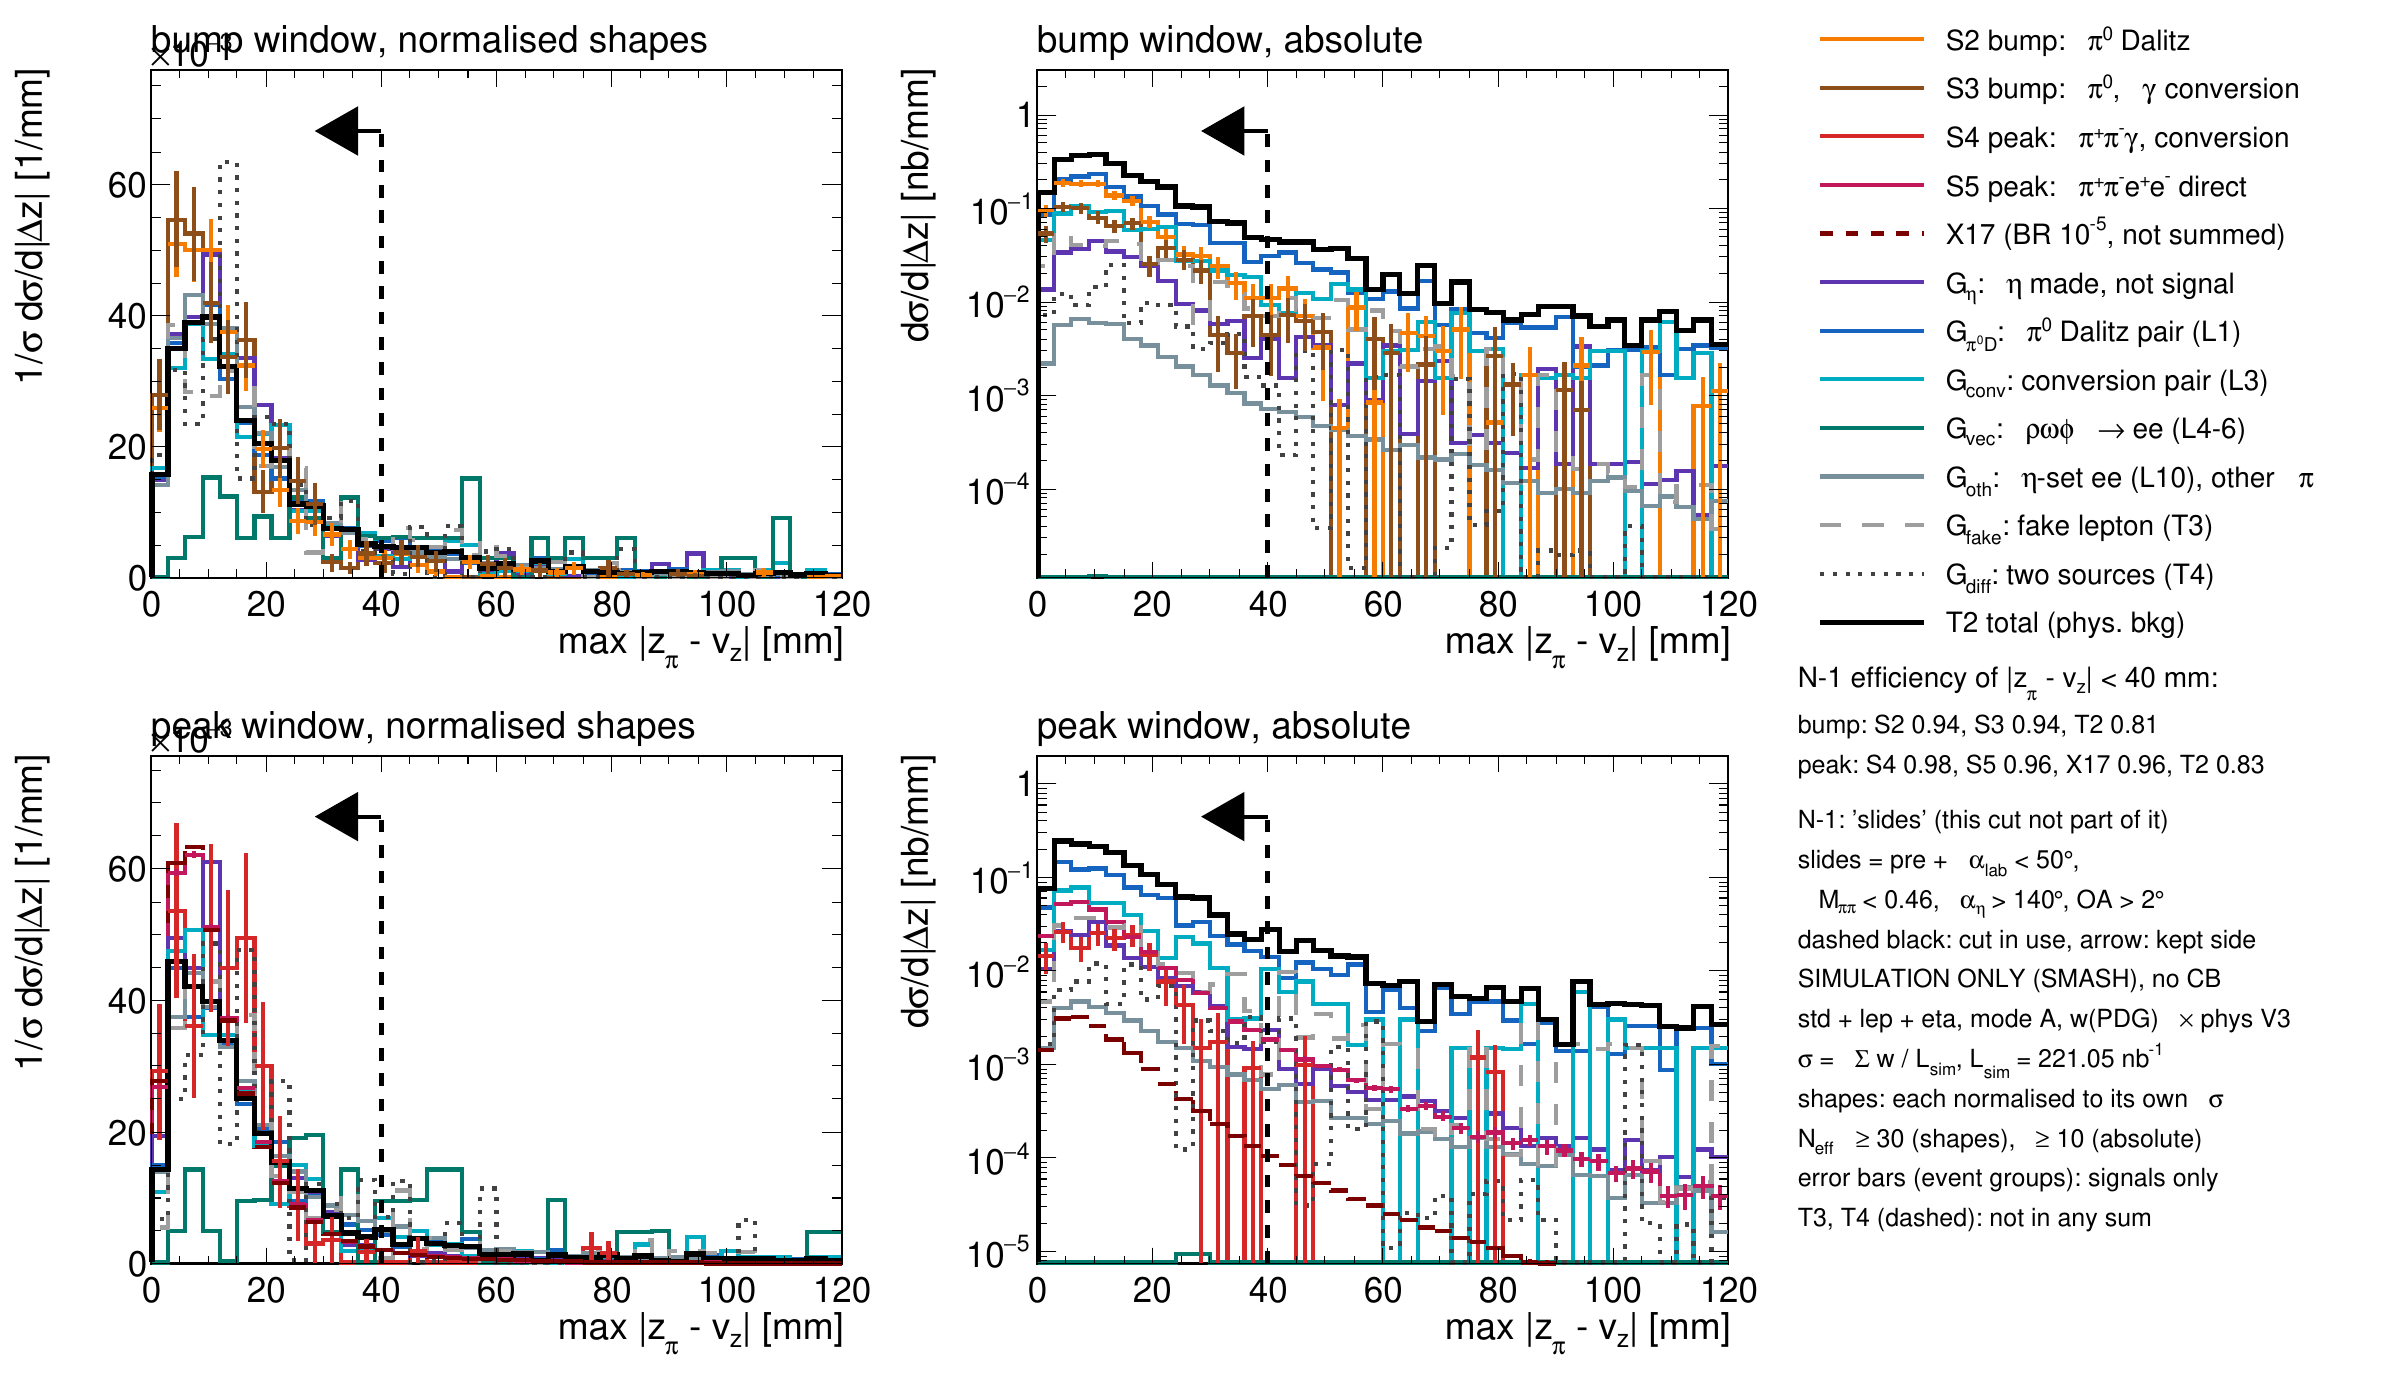 bump window, normalised shapes
×10⁻³
1/σ dσ/d|Δz| [1/mm]
60
40
20
0
0 20 40 60 80 100 120
max |z_π - v_z| [mm]
bump window, absolute
dσ/d|Δz| [nb/mm]
1
10⁻¹
10⁻²
10⁻³
10⁻⁴
0 20 40 60 80 100 120
max |z_π - v_z| [mm]
peak window, normalised shapes
×10⁻³
1/σ dσ/d|Δz| [1/mm]
60
40
20
0
0 20 40 60 80 100 120
max |z_π - v_z| [mm]
peak window, absolute
dσ/d|Δz| [nb/mm]
1
10⁻¹
10⁻²
10⁻³
10⁻⁴
10⁻⁵
0 20 40 60 80 100 120
max |z_π - v_z| [mm]
S2 bump: π⁰ Dalitz
S3 bump: π⁰, γ conversion
S4 peak: π⁺π⁻γ, conversion
S5 peak: π⁺π⁻e⁺e⁻ direct
X17 (BR 10⁻⁵, not summed)
G_η: η made, not signal
G_π⁰D: π⁰ Dalitz pair (L1)
G_conv: conversion pair (L3)
G_vec: ρωϕ → ee (L4-6)
G_oth: η-set ee (L10), other π
G_fake: fake lepton (T3)
G_diff: two sources (T4)
T2 total (phys. bkg)
N-1 efficiency of |z_π - v_z| < 40 mm:
bump: S2 0.94, S3 0.94, T2 0.81
peak: S4 0.98, S5 0.96, X17 0.96, T2 0.83
N-1: 'slides' (this cut not part of it)
slides = pre + α_lab < 50°,
M_ππ < 0.46, α_η > 140°, OA > 2°
dashed black: cut in use, arrow: kept side
SIMULATION ONLY (SMASH), no CB
std + lep + eta, mode A, w(PDG) × phys V3
σ = Σ w / L_sim, L_sim = 221.05 nb⁻¹
shapes: each normalised to its own σ
N_eff ≥ 30 (shapes), ≥ 10 (absolute)
error bars (event groups): signals only
T3, T4 (dashed): not in any sum